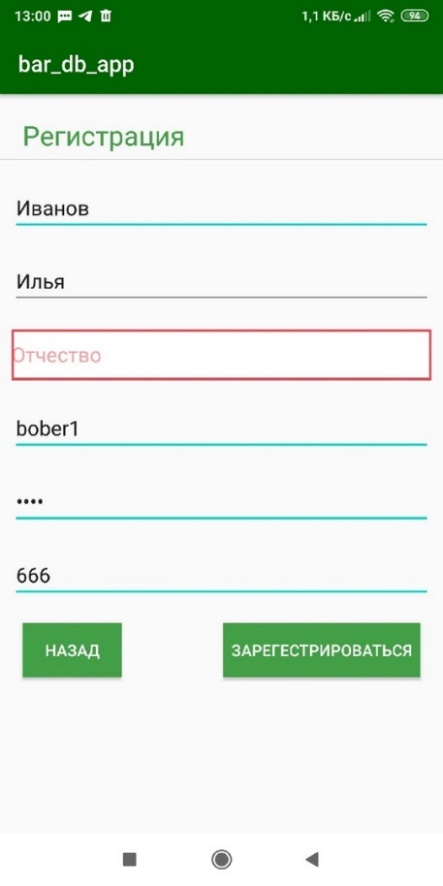 13:00 1,1 КБ/с 94
bar_db_app
Регистрация
Иванов
Илья
Отчество
bober1
••••
666
НАЗАД ЗАРЕГЕСТРИРОВАТЬСЯ